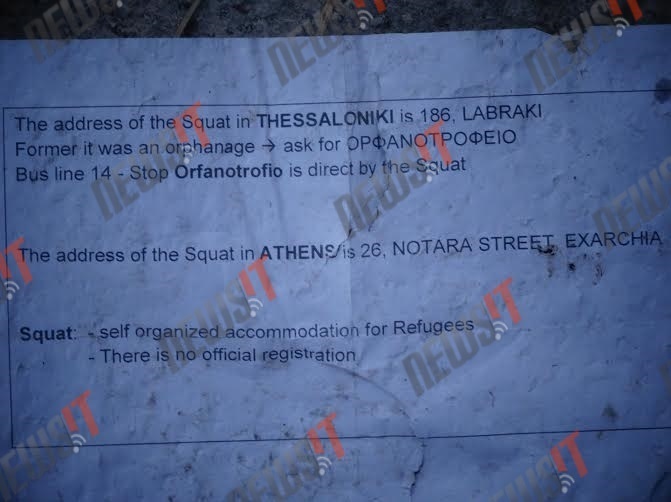 The address of the Squat in THESSALONIKI is 186, LABRAKI
Former it was an orphanage → ask for ΟΡΦΑΝΟΤΡΟΦΕΙΟ
Bus line 14 - Stop Orfanotrofio is direct by the Squat
The address of the Squat in ATHENS is 26, NOTARA STREET, EXARCHIA
Squat: - self organized accommodation for Refugees
- There is no official registration
NEWSIT